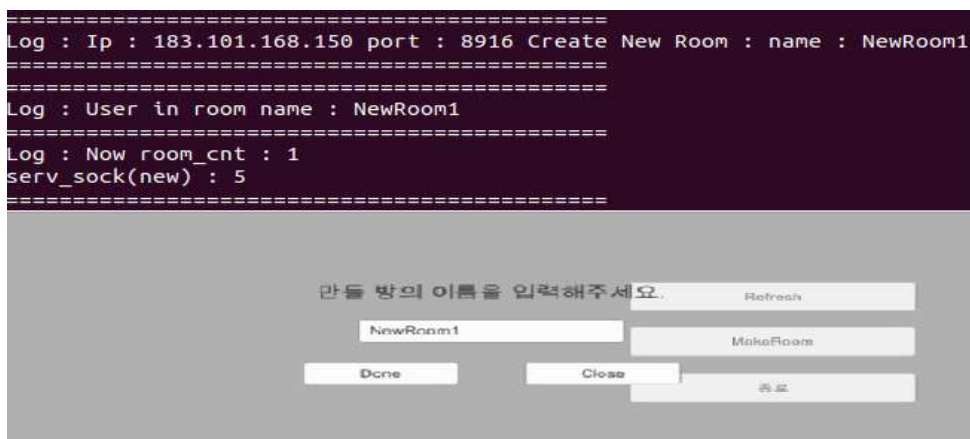 =============================================
Log : Ip : 183.101.168.150 port : 8916 Create New Room : name : NewRoom1
=============================================
=============================================
Log : User in room name : NewRoom1
=============================================
Log : Now room_cnt : 1
serv_sock(new) : 5
=============================================
만들 방의 이름을 입력해주세요.
Refresh
NewRoom1
MakeRoom
Done
Close
종료